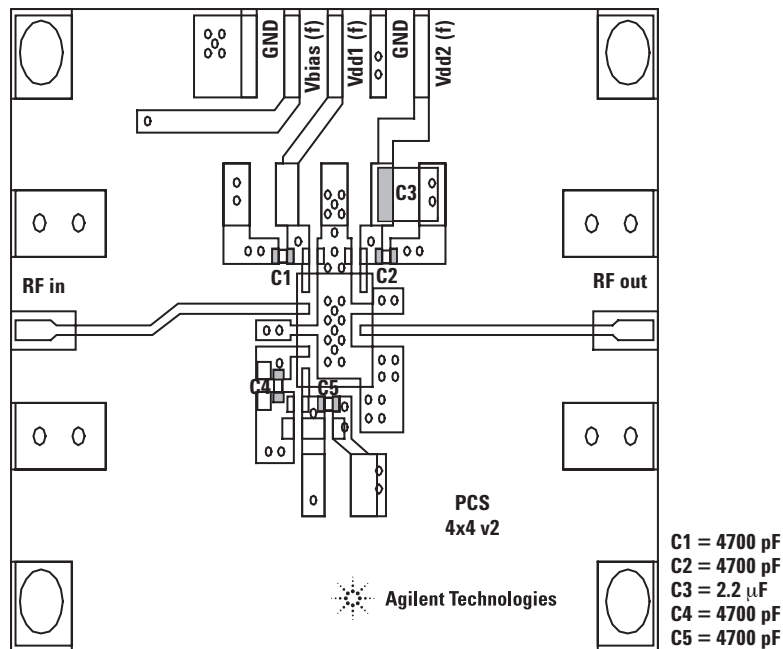 GND
Vbias (f)
Vdd1 (f)
GND
Vdd2 (f)
C3
C1
C2
RF in
RF out
C4
C5
PCS
4x4 v2
Agilent Technologies
C1 = 4700 pF
C2 = 4700 pF
C3 = 2.2 μF
C4 = 4700 pF
C5 = 4700 pF